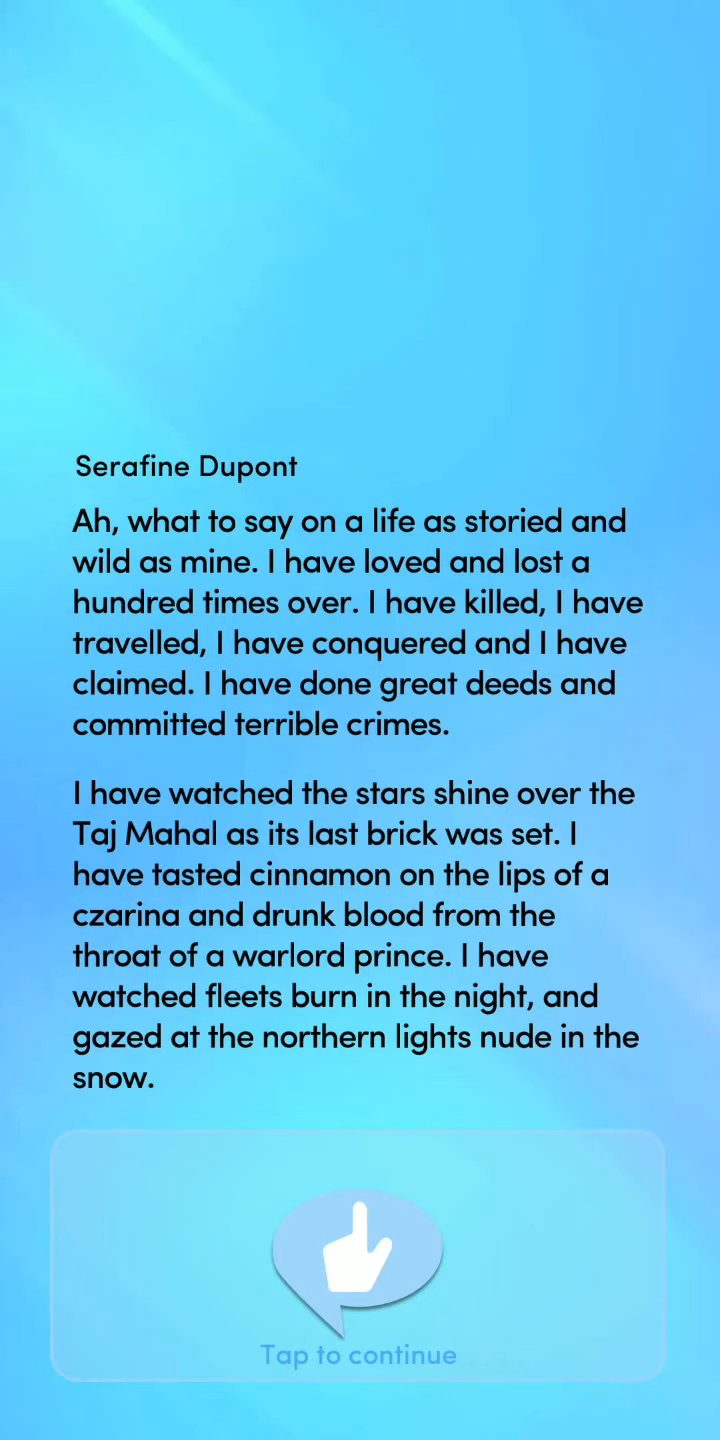 Serafine Dupont
Ah, what to say on a life as storied and
wild as mine. I have loved and lost a
hundred times over. I have killed, I have
travelled, I have conquered and I have
claimed. I have done great deeds and
committed terrible crimes.
I have watched the stars shine over the
Taj Mahal as its last brick was set. I
have tasted cinnamon on the lips of a
czarina and drunk blood from the
throat of a warlord prince. I have
watched fleets burn in the night, and
gazed at the northern lights nude in the
snow.
Tap to continue